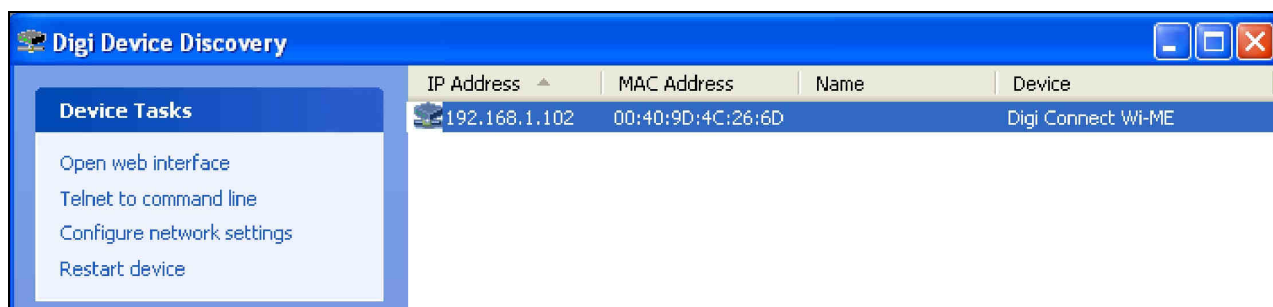 Digi Device Discovery
Device Tasks
Open web interface
Telnet to command line
Configure network settings
Restart device
IP Address MAC Address Name Device
192.168.1.102 00:40:9D:4C:26:6D Digi Connect Wi-ME